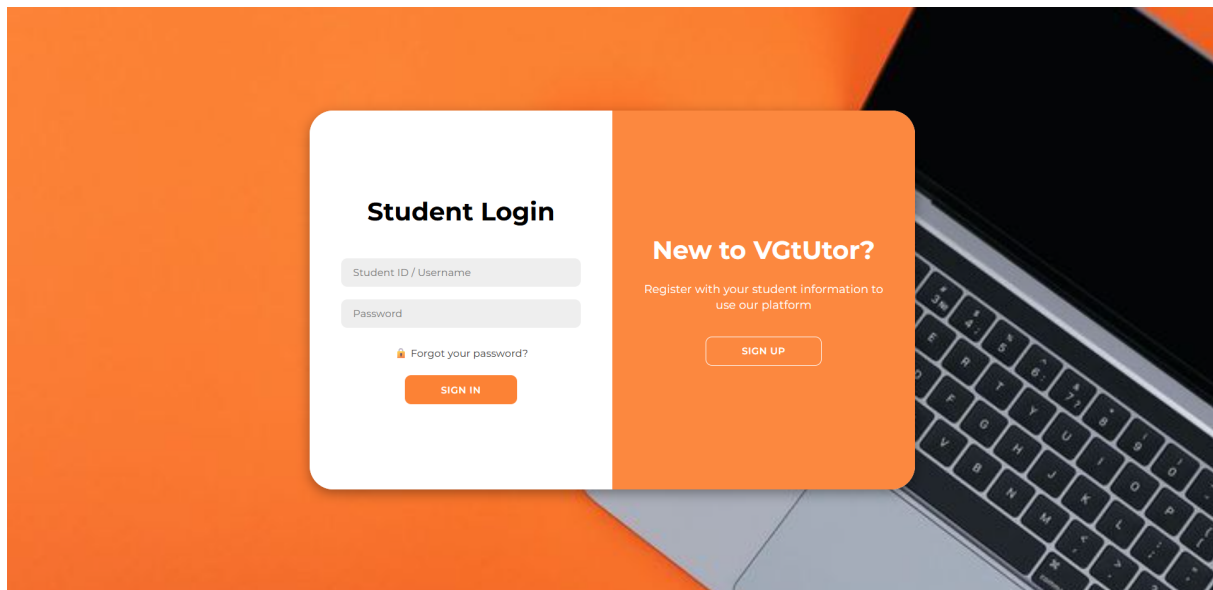 Student Login
Student ID / Username
Password
🔒 Forgot your password?
SIGN IN
New to VGtUtor?
Register with your student information to
use our platform
SIGN UP